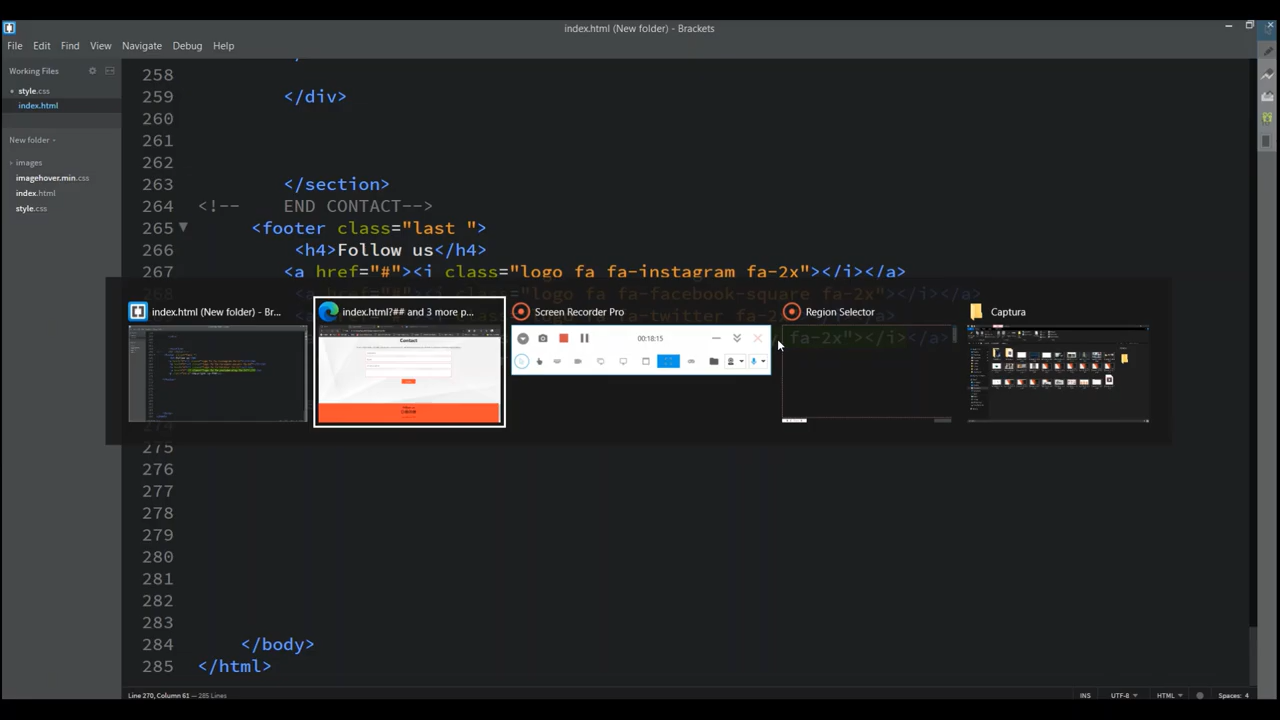 index.html (New folder) - Brackets
File Edit Find View Navigate Debug Help
Working Files
style.css
index.html
New folder
images
imagehover.min.css
index.html
style.css
258
259 </div>
260
261
262
263 </section>
264 <!-- END CONTACT-->
265 <footer class="last ">
266 <h4>Follow us</h4>
267 <a href="#"><i class="logo fa fa-instagram fa-2x"></i></a>
268 <a href="#"><i class="logo fa fa-facebook-square fa-2x"></i></a>
index.html (New folder) - Br...
index.html?## and 3 more p...
Screen Recorder Pro
Region Selector
Captura
fa-twitter fa-2x"></i></a>
00:18:15
fa-2x"></i></a>
Contact
275
276
277
278
279
280
281
282
283
284 </body>
285 </html>
Line 270, Column 61 — 285 Lines
INS UTF-8 HTML Spaces: 4